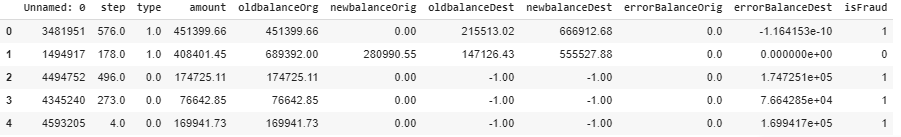 Unnamed: 0 step type amount oldbalanceOrg newbalanceOrig oldbalanceDest newbalanceDest errorBalanceOrig errorBalanceDest isFraud
0 3481951 576.0 1.0 451399.66 451399.66 0.00 215513.02 666912.68 0.0 -1.164153e-10 1
1 1494917 178.0 1.0 408401.45 689392.00 280990.55 147126.43 555527.88 0.0 0.000000e+00 0
2 4494752 496.0 0.0 174725.11 174725.11 0.00 -1.00 -1.00 0.0 1.747251e+05 1
3 4345240 273.0 0.0 76642.85 76642.85 0.00 -1.00 -1.00 0.0 7.664285e+04 1
4 4593205 4.0 0.0 169941.73 169941.73 0.00 -1.00 -1.00 0.0 1.699417e+05 1